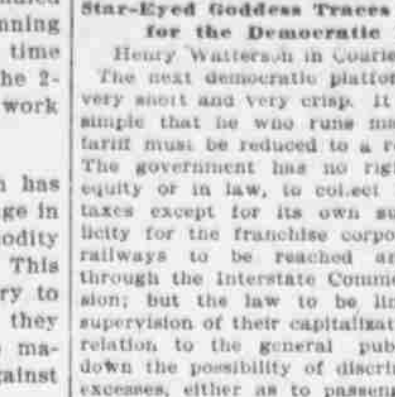 nning
time
he 2-
work
n has
ge in
odity
This
ry to
they
ma-
ainst
Star-Eyed Goddess Traces
for the Democratic
Henry Watterson in Courie
The next democratic platfor
very short and very crisp. It
simple that he who runs ma
tariff must be reduced to a re
The government has no rig
equity or in law, to collect
taxes except for its own su
licity for the franchise corpo
railways to be reached an
through the Interstate Comme
sion; but the law to be lim
supervision of their capitalizat
relation to the general pub
down the possibility of discrim
excesses, either as to passeng